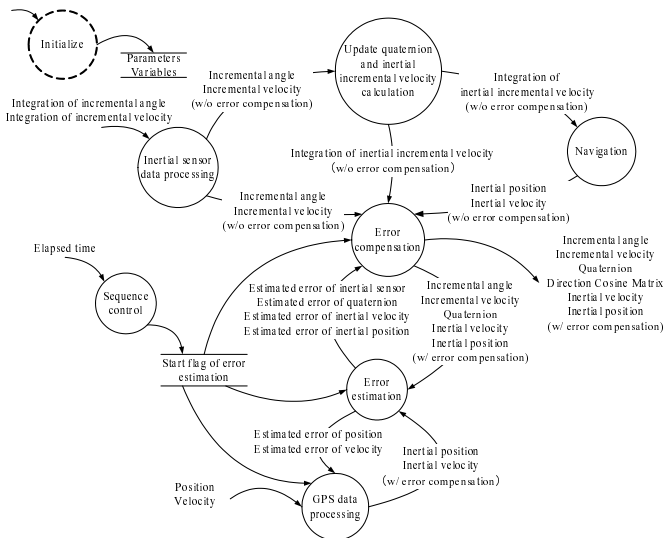 Initialize
Parameters
Variables
Update quaternion
and inertial
incremental velocity
calculation
Incremental angle
Incremental velocity
(w/o error compensation)
Integration of
inertial incremental velocity
(w/o error compensation)
Integration of incremental angle
Integration of incremental velocity
Inertial sensor
data processing
Integration of inertial incremental velocity
(w/o error compensation)
Navigation
Incremental angle
Incremental velocity
(w/o error compensation)
Inertial position
Inertial velocity
(w/o error compensation)
Error
compensation
Elapsed time
Sequence
control
Incremental angle
Incremental velocity
Quaternion
Direction Cosine Matrix
Inertial velocity
Inertial position
(w/ error compensation)
Estimated error of inertial sensor
Estimated error of quaternion
Estimated error of inertial velocity
Estimated error of inertial position
Incremental angle
Incremental velocity
Quaternion
Inertial velocity
Inertial position
(w/ error compensation)
Start flag of error
estimation
Error
estimation
Estimated error of position
Estimated error of velocity
Inertial position
Inertial velocity
(w/ error compensation)
Position
Velocity
GPS data
processing